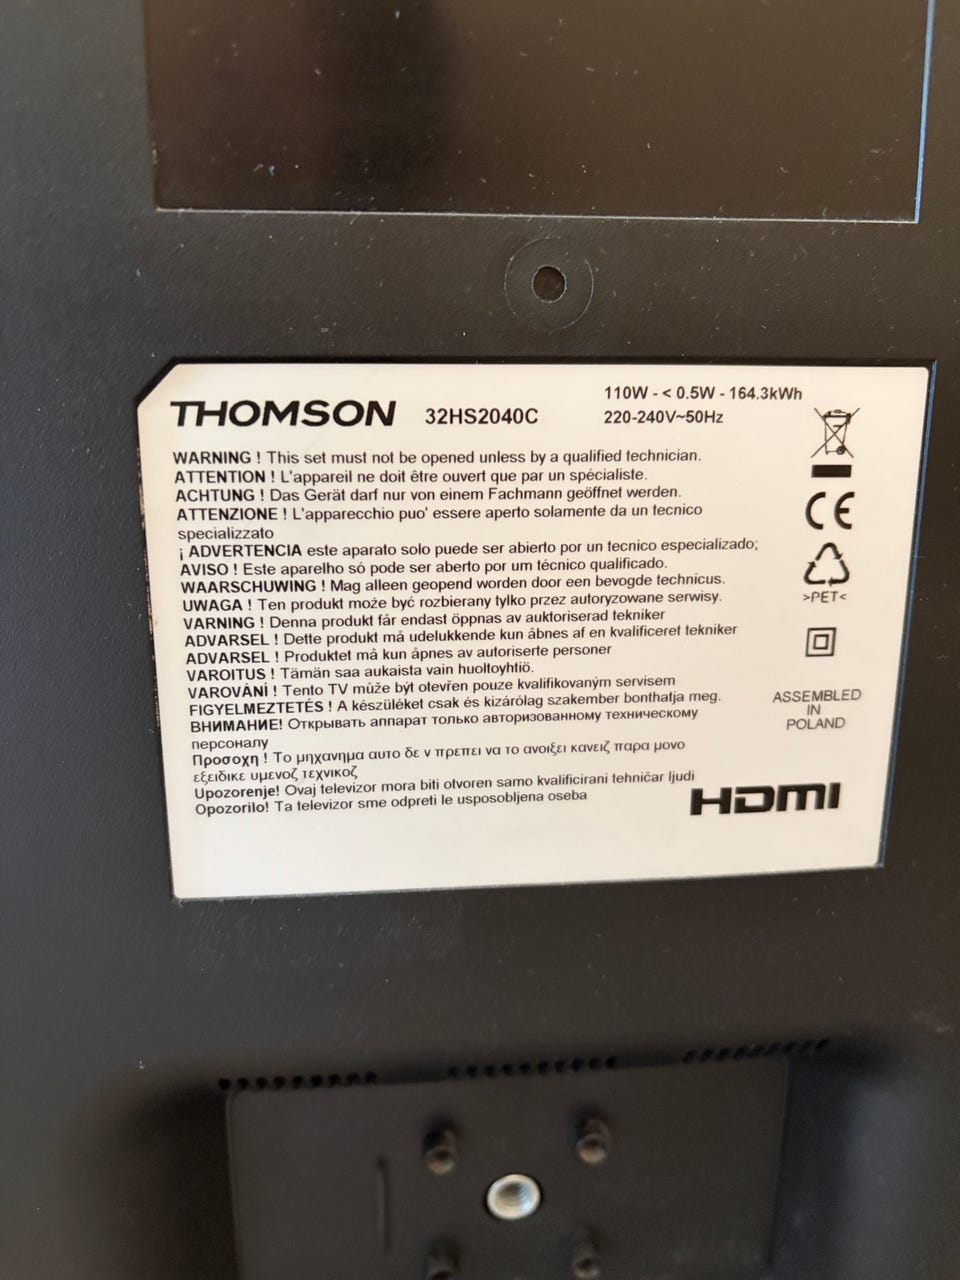 THOMSON 32HS2040C 110W - < 0.5W - 164.3kWh
220-240V~50Hz
WARNING ! This set must not be opened unless by a qualified technician.
ATTENTION ! L'appareil ne doit être ouvert que par un spécialiste.
ACHTUNG ! Das Gerät darf nur von einem Fachmann geöffnet werden.
ATTENZIONE ! L'apparecchio puo' essere aperto solamente da un tecnico
specializzato
¡ ADVERTENCIA este aparato solo puede ser abierto por un tecnico especializado;
AVISO ! Este aparelho só pode ser aberto por um técnico qualificado.
WAARSCHUWING ! Mag alleen geopend worden door een bevogde technicus.
UWAGA ! Ten produkt może być rozbierany tylko przez autoryzowane serwisy.
VARNING ! Denna produkt får endast öppnas av auktoriserad tekniker
ADVARSEL ! Dette produkt må udelukkende kun åbnes af en kvalificeret tekniker
ADVARSEL ! Produktet må kun åpnes av autoriserte personer
VAROITUS ! Tämän saa aukaista vain huoltoyhtiö.
VAROVÁNÍ ! Tento TV může být otevřen pouze kvalifikovaným servisem
FIGYELMEZTETÉS ! A készüléket csak és kizárólag szakember bonthatja meg.
ВНИМАНИЕ! Открывать аппарат только авторизованному техническому
персоналу
Προσοχη ! Το μηχανημα αυτο δε ν πρεπει να το ανοιξει κανειζ παρα μονο
εξειδικε υμενοζ τεχνικοζ
Upozorenje! Ovaj televizor mora biti otvoren samo kvalificirani tehničar ljudi
Opozorilo! Ta televizor sme odpreti le usposobljena oseba
CE
>PET<
ASSEMBLED
IN
POLAND
HDMI